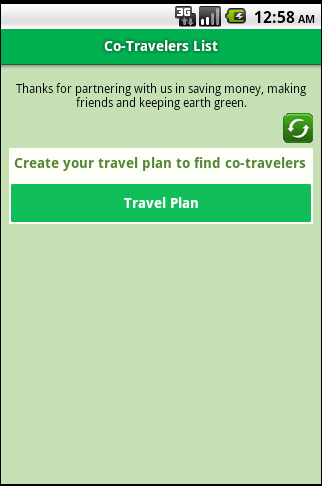 3G 12:58 AM
Co-Travelers List
Thanks for partnering with us in saving money, making
friends and keeping earth green.
Create your travel plan to find co-travelers
Travel Plan